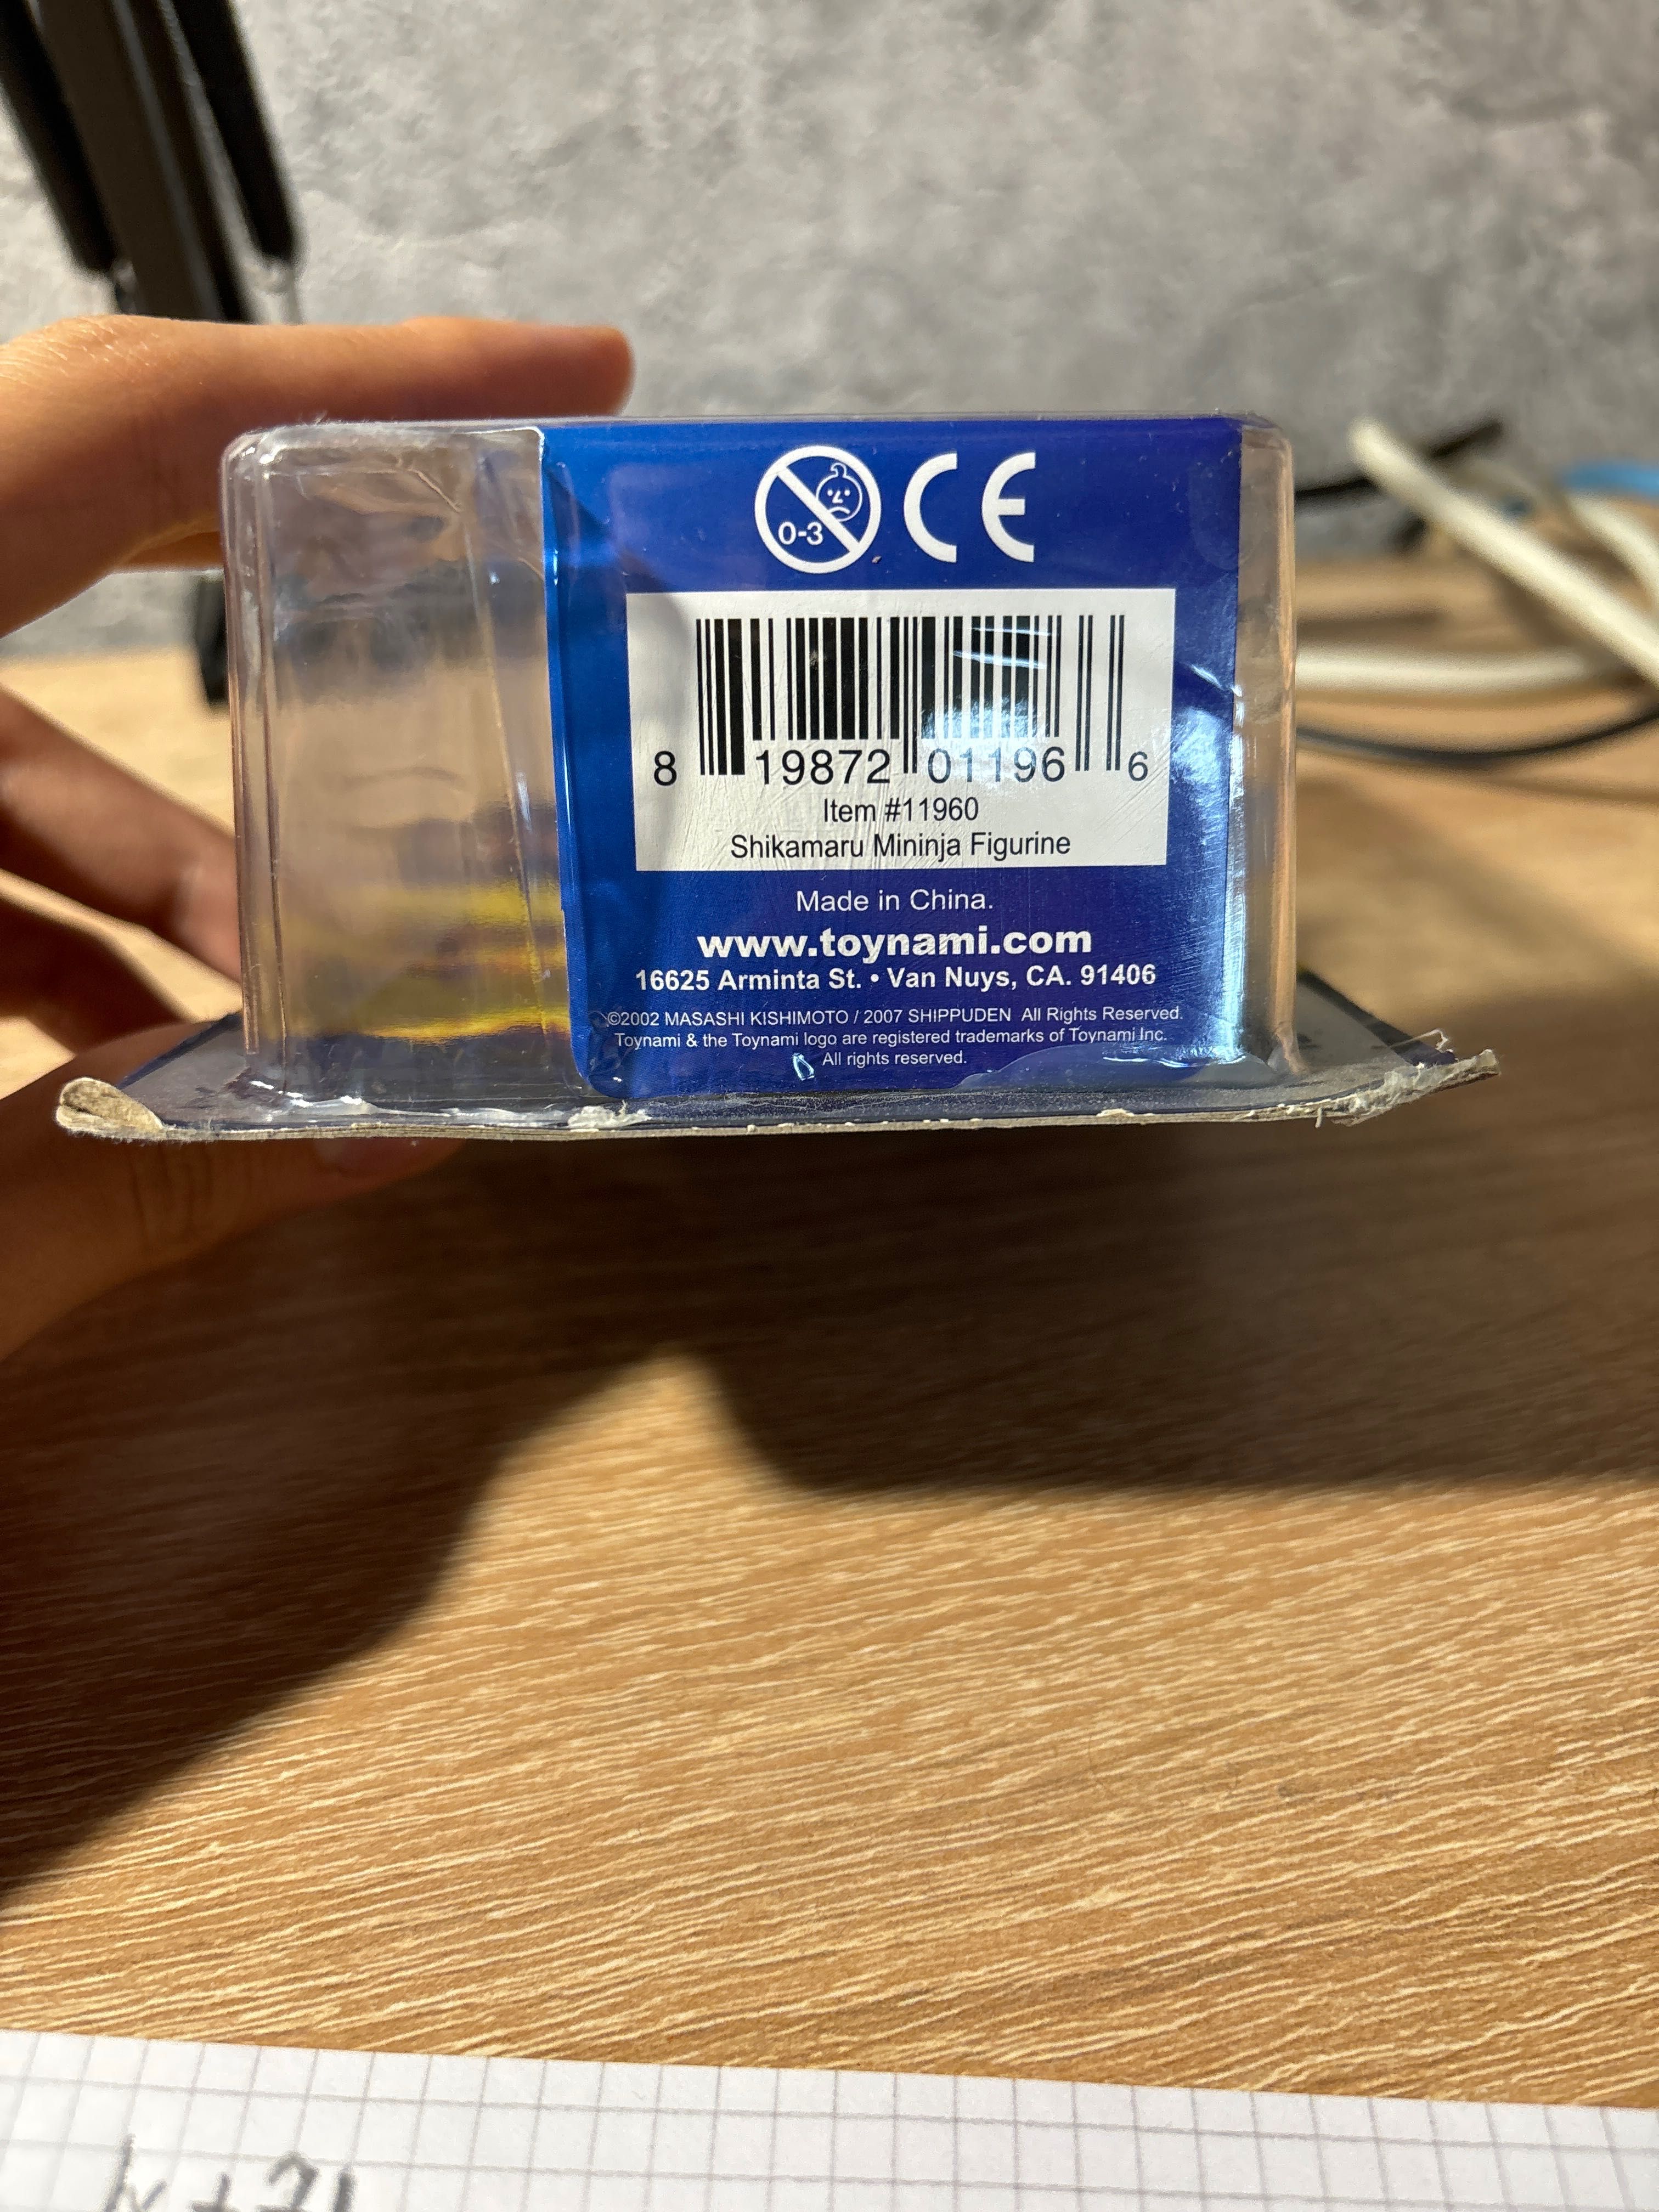 0-3 CE
8 19872 01196 6
Item #11960
Shikamaru Mininja Figurine
Made in China.
www.toynami.com
16625 Arminta St. • Van Nuys, CA. 91406
©2002 MASASHI KISHIMOTO / 2007 SHIPPUDEN All Rights Reserved.
Toynami & the Toynami logo are registered trademarks of Toynami Inc.
All rights reserved.